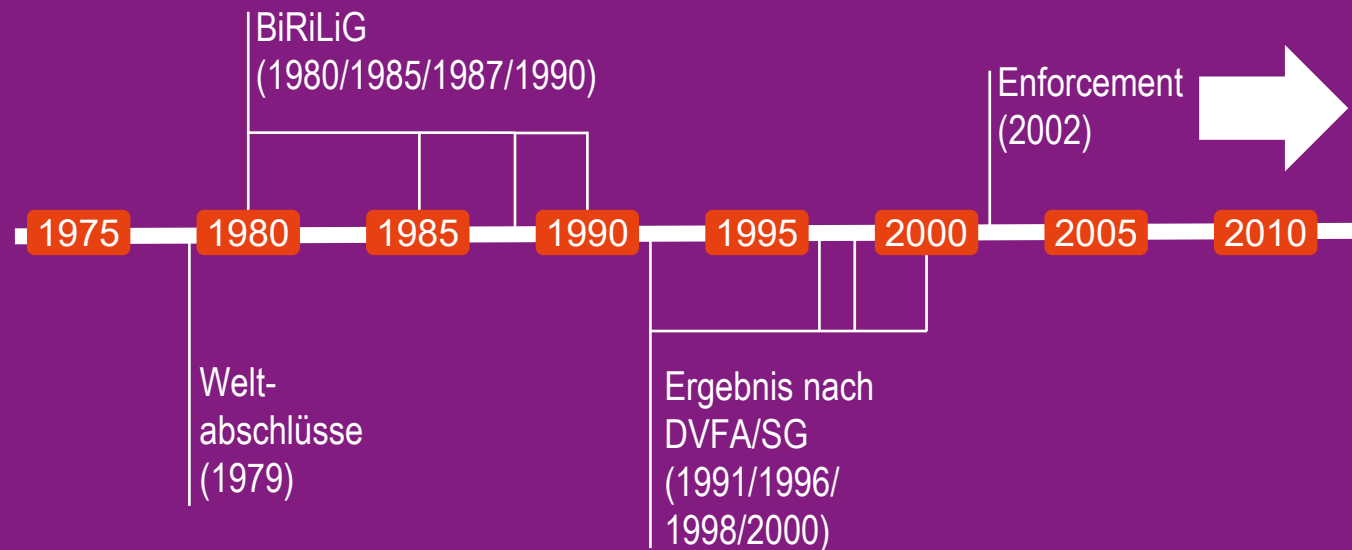 BiRiLiG
(1980/1985/1987/1990)
Enforcement
(2002)
1975
1980
1985
1990
1995
2000
2005
2010
Welt-
abschlüsse
(1979)
Ergebnis nach
DVFA/SG
(1991/1996/
1998/2000)